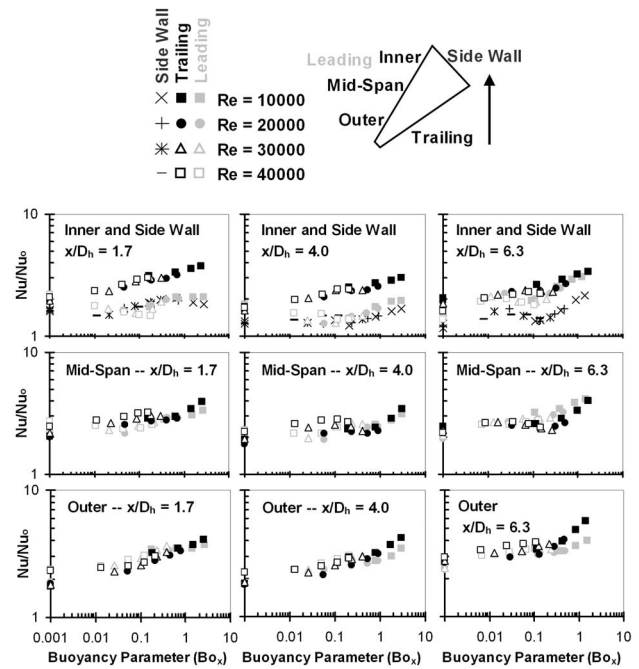 Side Wall
Trailing
Leading
Re = 10000
Re = 20000
Re = 30000
Re = 40000
Leading Inner Side Wall
Mid-Span
Outer
Trailing
10
Nu/Nuo
1
Inner and Side Wall
x/Dh = 1.7
Inner and Side Wall
x/Dh = 4.0
Inner and Side Wall
x/Dh = 6.3
10
Nu/Nuo
1
Mid-Span -- x/Dh = 1.7
Mid-Span -- x/Dh = 4.0
Mid-Span -- x/Dh = 6.3
10
Nu/Nuo
1
Outer -- x/Dh = 1.7
Outer -- x/Dh = 4.0
Outer
x/Dh = 6.3
0.001 0.01 0.1 1 10
0.01 0.1 1 10
0.01 0.1 1 10
Buoyancy Parameter (Box)
Buoyancy Parameter (Box)
Buoyancy Parameter (Box)